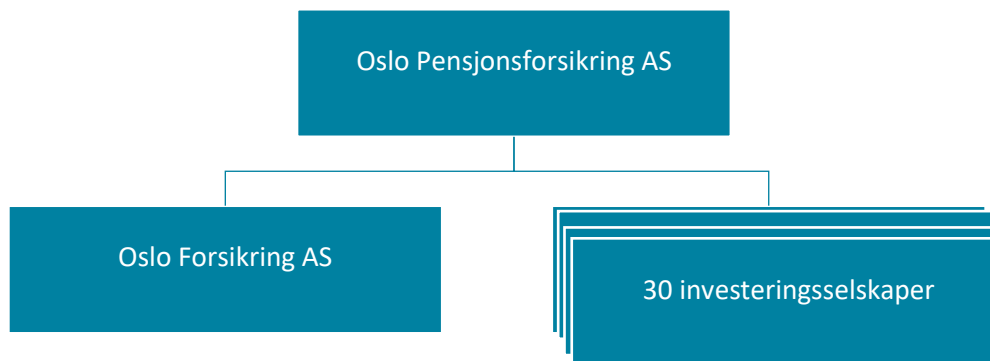 Oslo Pensjonsforsikring AS
Oslo Forsikring AS
30 investeringsselskaper